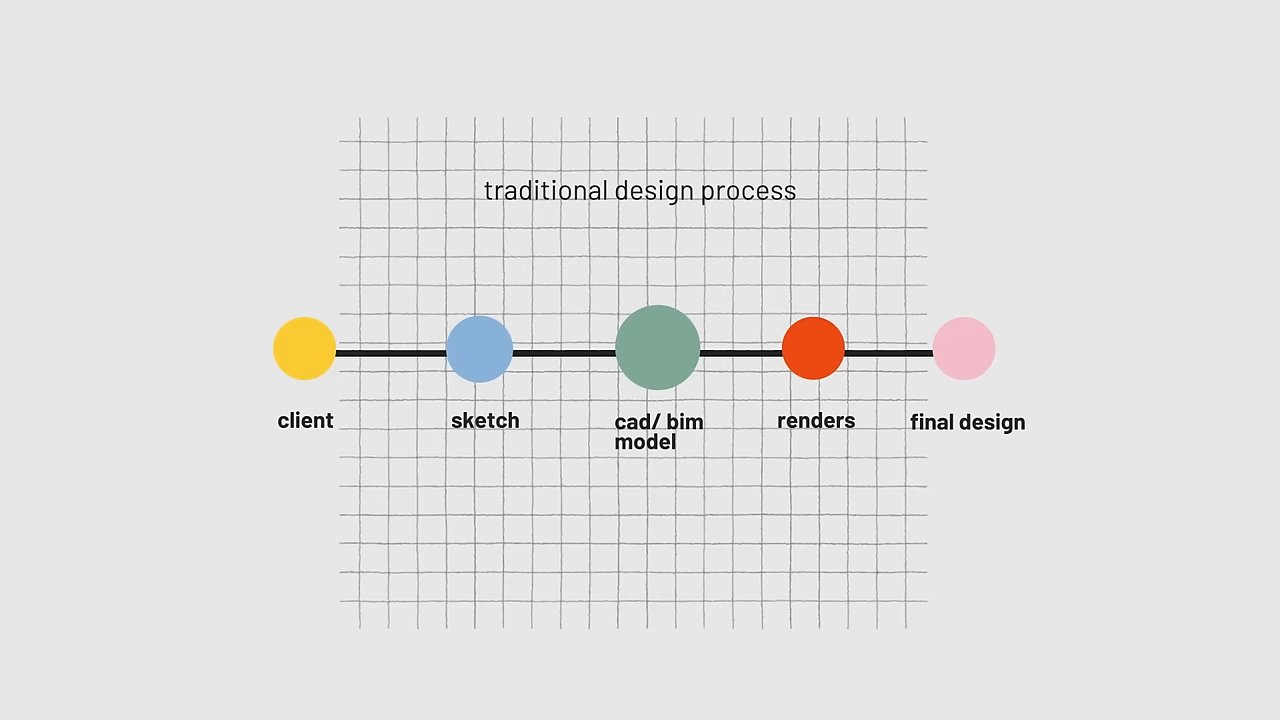 traditional design process
client
sketch
cad/ bim
model
renders
final design